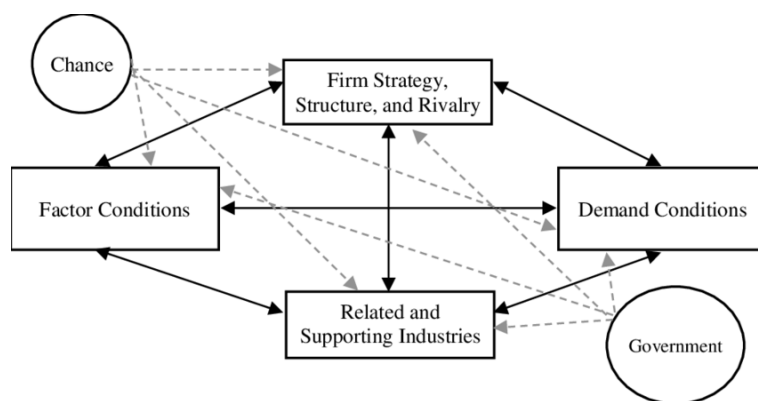 Chance
Firm Strategy,
Structure, and Rivalry
Factor Conditions
Demand Conditions
Related and
Supporting Industries
Government